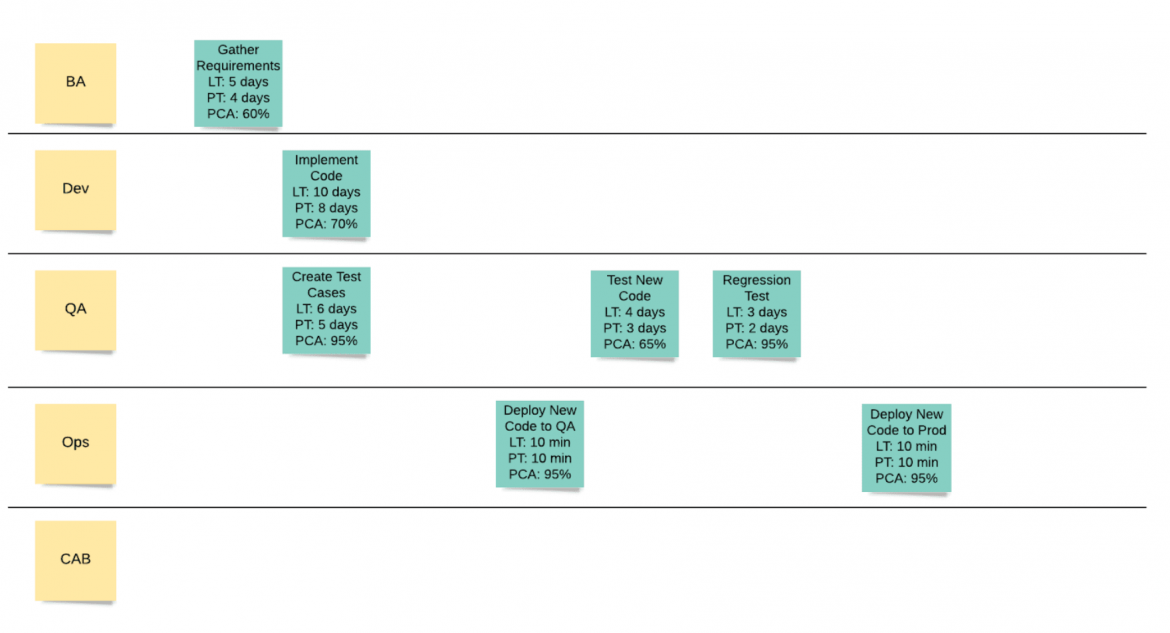 BA
Gather
Requirements
LT: 5 days
PT: 4 days
PCA: 60%
Dev
Implement
Code
LT: 10 days
PT: 8 days
PCA: 70%
QA
Create Test
Cases
LT: 6 days
PT: 5 days
PCA: 95%
Test New
Code
LT: 4 days
PT: 3 days
PCA: 65%
Regression
Test
LT: 3 days
PT: 2 days
PCA: 95%
Ops
Deploy New
Code to QA
LT: 10 min
PT: 10 min
PCA: 95%
Deploy New
Code to Prod
LT: 10 min
PT: 10 min
PCA: 95%
CAB